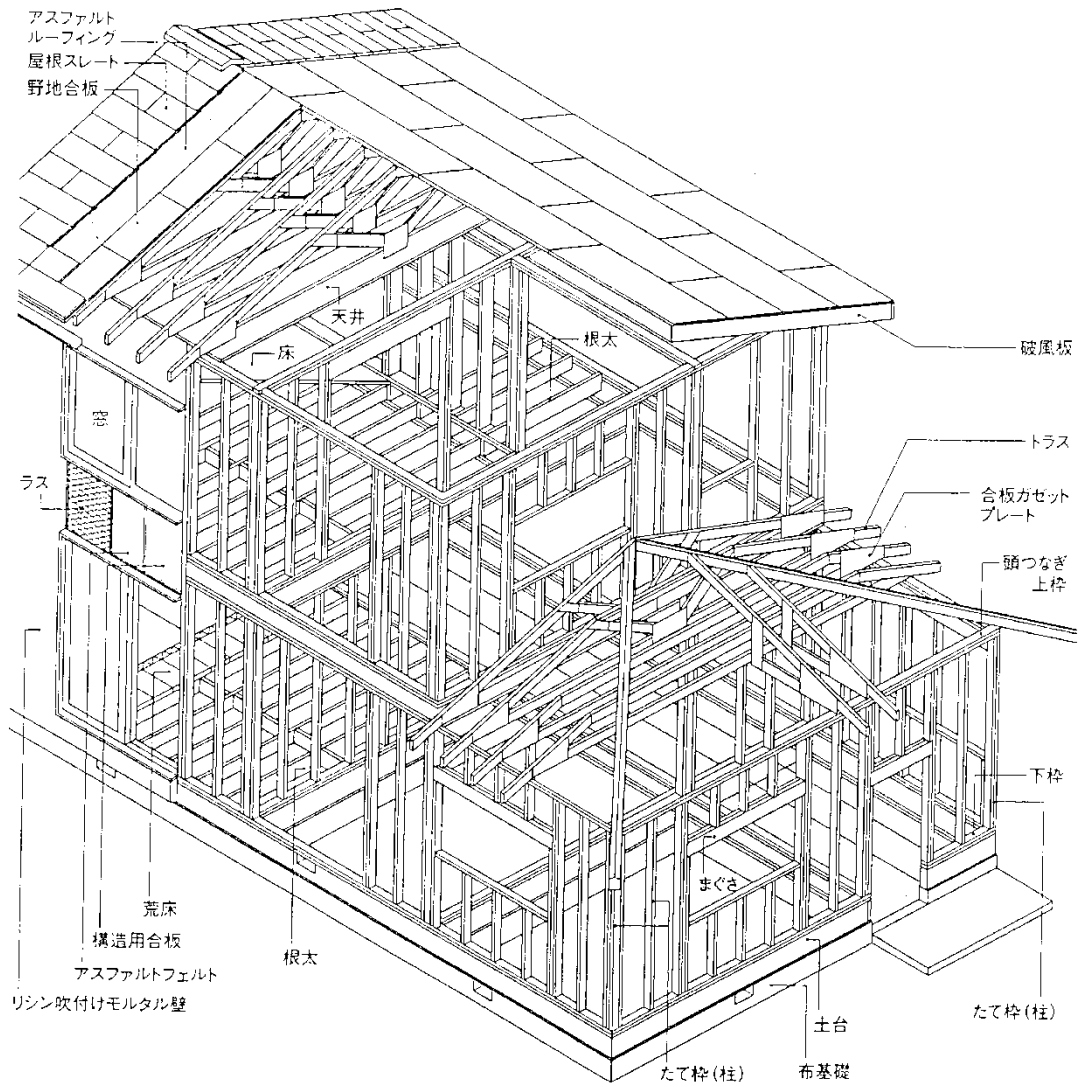 アスファルト
ルーフィング
屋根スレート
野地合板
天井
根太
床
破風板
窓
トラス
ラス
合板ガゼット
プレート
頭つなぎ
上枠
下枠
まぐさ
荒床
構造用合板
根太
アスファルトフェルト
リシン吹付けモルタル壁
たて枠(柱)
土台
たて枠(柱)
布基礎